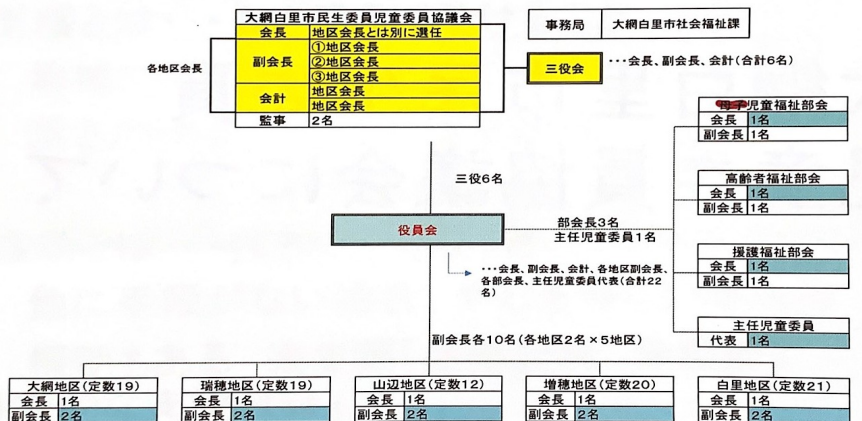 大網白里市民生委員児童委員協議会
会長 地区会長とは別に選任
副会長 ①地区会長
②地区会長
③地区会長
会計 地区会長
地区会長
監事 2名
各地区会長
事務局 大網白里市社会福祉課
三役会
・・・会長、副会長、会計(合計6名)
三役6名
役員会
部会長3名
主任児童委員1名
・・・会長、副会長、会計、各地区副会長、
各部会長、主任児童委員代表(合計22
名)
母子児童福祉部会
会長 1名
副会長 1名
高齢者福祉部会
会長 1名
副会長 1名
援護福祉部会
会長 1名
副会長 1名
主任児童委員
代表 1名
副会長各10名(各地区2名×5地区)
大網地区(定数19)
会長 1名
副会長 2名
瑞穂地区(定数19)
会長 1名
副会長 2名
山辺地区(定数12)
会長 1名
副会長 2名
増穂地区(定数20)
会長 1名
副会長 2名
白里地区(定数21)
会長 1名
副会長 2名